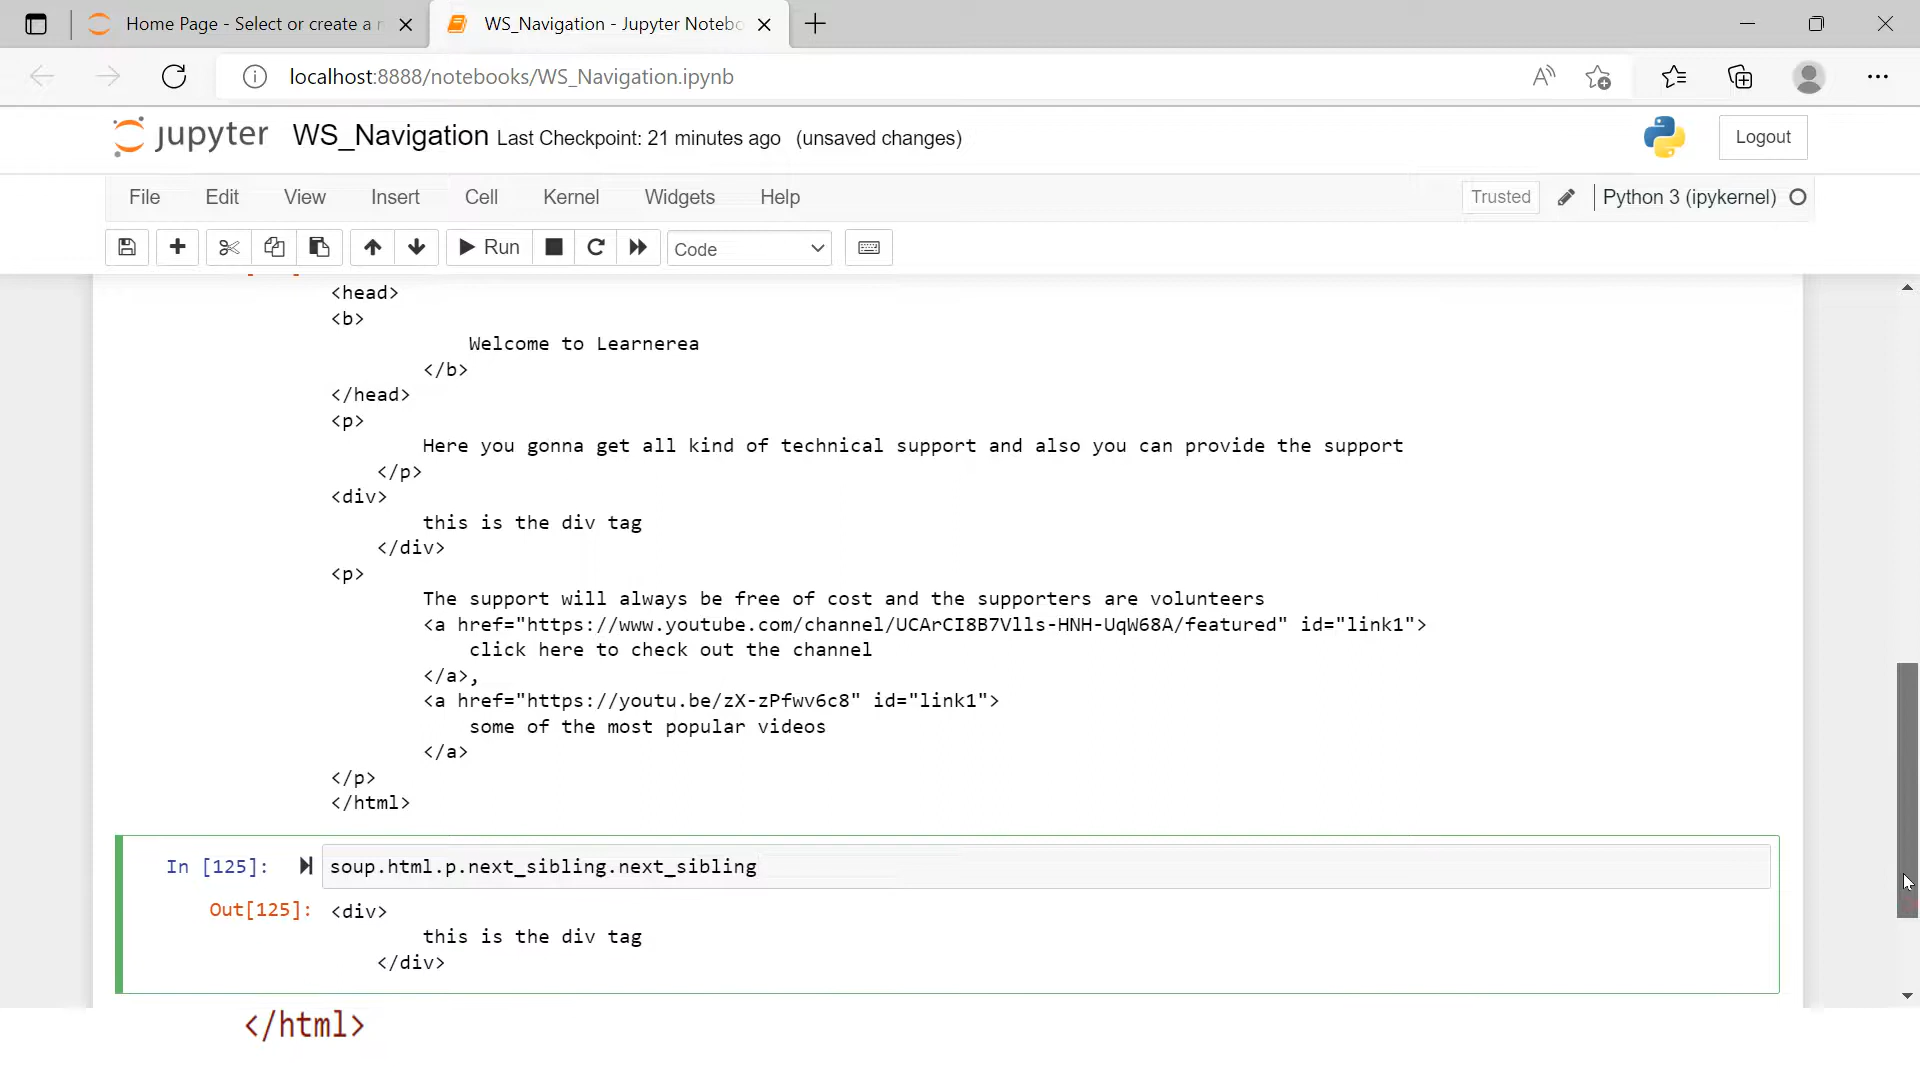 Home Page - Select or create a n
WS_Navigation - Jupyter Notebo
localhost:8888/notebooks/WS_Navigation.ipynb
jupyter WS_Navigation Last Checkpoint: 21 minutes ago (unsaved changes)
Logout
File Edit View Insert Cell Kernel Widgets Help
Trusted Python 3 (ipykernel)
Run Code
<head>
<b>
Welcome to Learnerea
</b>
</head>
<p>
Here you gonna get all kind of technical support and also you can provide the support
</p>
<div>
this is the div tag
</div>
<p>
The support will always be free of cost and the supporters are volunteers
<a href="https://www.youtube.com/channel/UCArCI8B7Vlls-HNH-UqW68A/featured" id="link1">
click here to check out the channel
</a>,
<a href="https://youtu.be/zX-zPfwv6c8" id="link1">
some of the most popular videos
</a>
</p>
</html>
In [125]: soup.html.p.next_sibling.next_sibling
Out[125]: <div>
this is the div tag
</div>
</html>